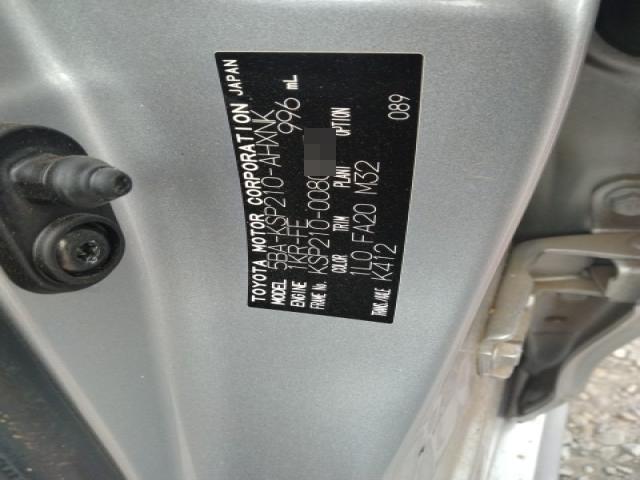 TOYOTA MOTOR CORPORATION JAPAN
MODEL 5BA-KSP210-AHXNK
ENGINE 1KR-FE 996 mL
FRAME No. KSP210-0080
COLOR TRIM PLANT OPTION
1L0 FA20 M32
TRANS./AXLE K412
089